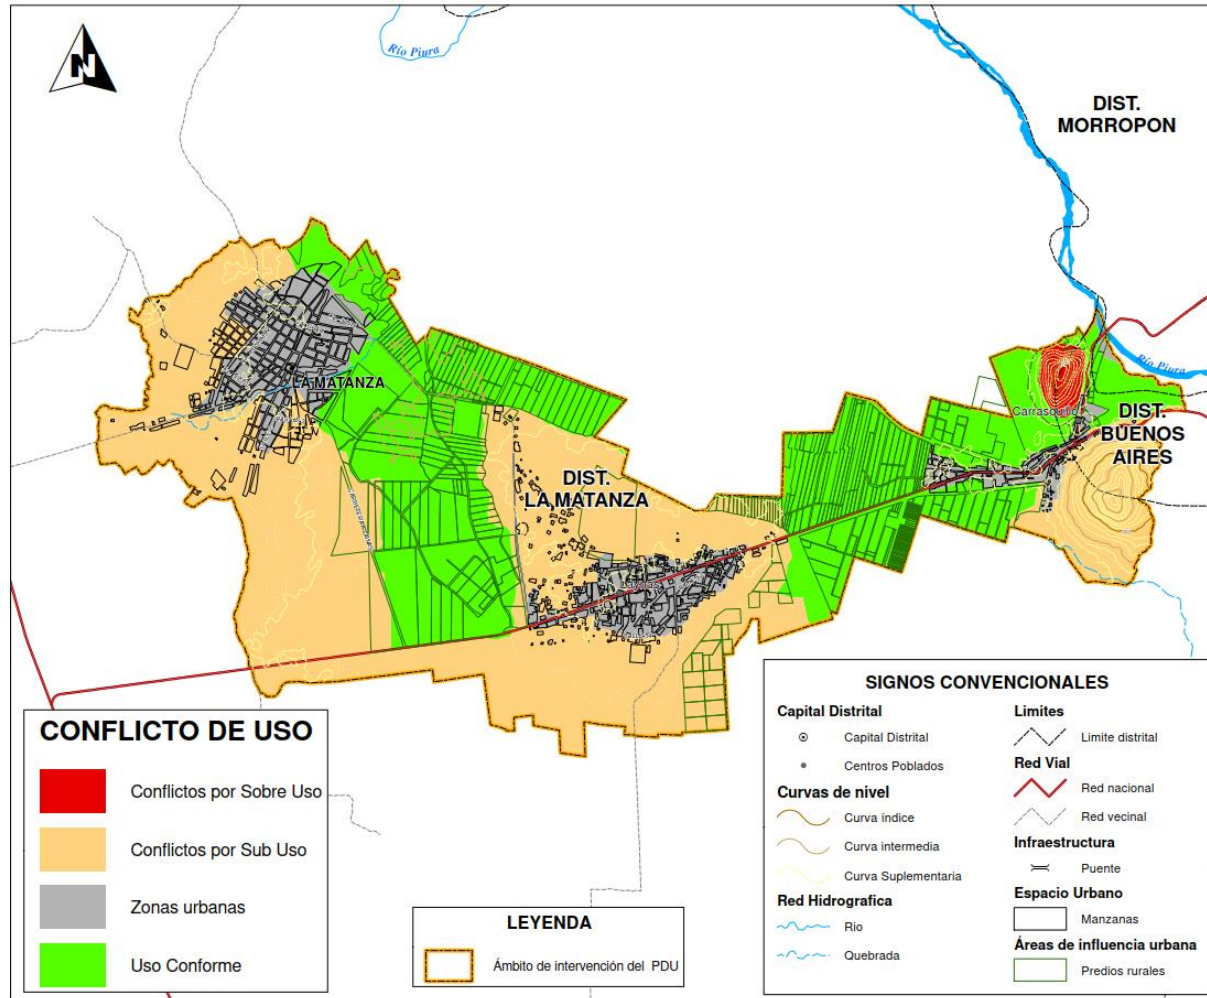 N
Río Piura
DIST.
MORROPON
Río Piura
LA MATANZA
Carrasquillo
DIST.
BUENOS
AIRES
DIST.
LA MATANZA
CONFLICTO DE USO
Conflictos por Sobre Uso
Conflictos por Sub Uso
Zonas urbanas
Uso Conforme
LEYENDA
Ámbito de intervención del PDU
SIGNOS CONVENCIONALES
Capital Distrital
Capital Distrital
Centros Poblados
Curvas de nivel
Curva índice
Curva intermedia
Curva Suplementaria
Red Hidrografica
Río
Quebrada
Limites
Limite distrital
Red Vial
Red nacional
Red vecinal
Infraestructura
Puente
Espacio Urbano
Manzanas
Áreas de influencia urbana
Predios rurales